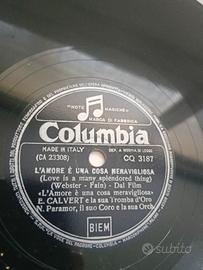 "NOTE MAGICHE"
MARCA DI FABBRICA
Columbia
MADE IN ITALY
(CA 23308)
CQ 3187
L'AMORE È UNA COSA MERAVIGLIOSA
(Love is a many splendored thing)
(Webster - Fain) - Dal Film
«L'Amore è una cosa meravigliosa»
E. CALVERT e la sua Tromba d'Oro
N. Paramor, il suo Coro e la sua Orch.
BIEM
subito